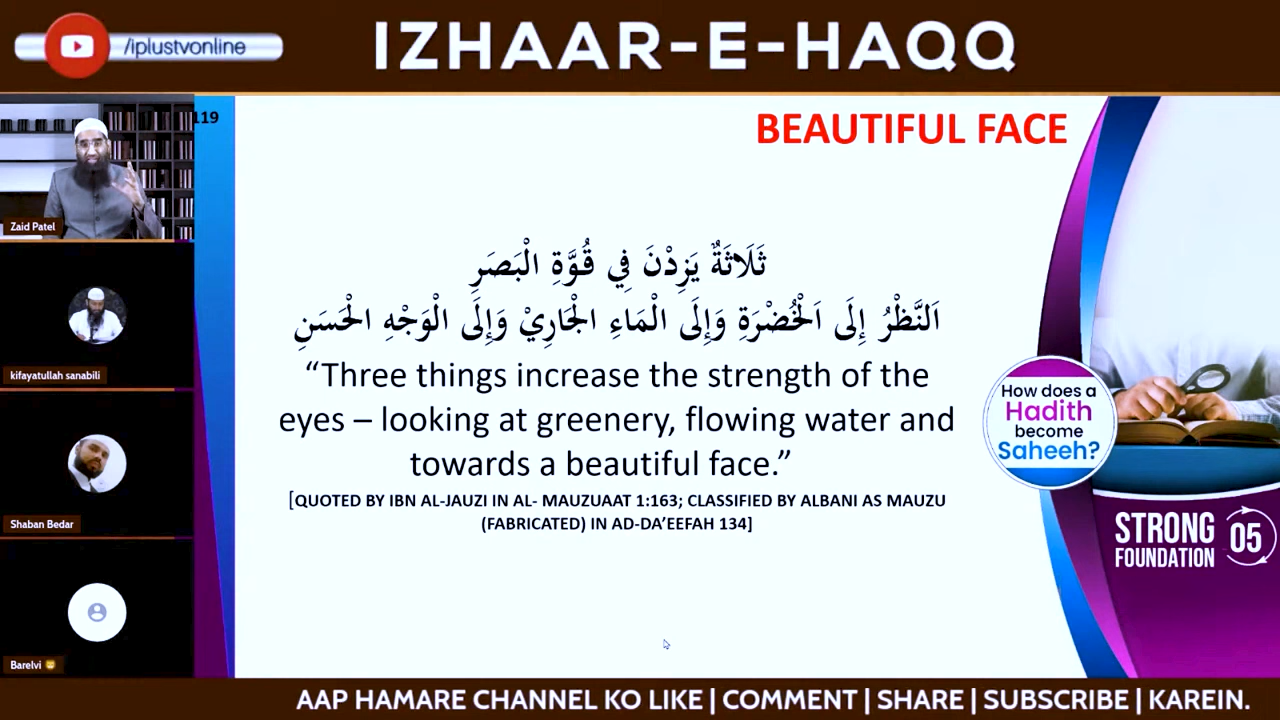 /iplustvonline
IZHAAR-E-HAQQ
119
BEAUTIFUL FACE
Zaid Patel
ثَلَاثَةٌ يَزِدْنَ فِي قُوَّةِ الْبَصَرِ
اَلنَّظْرُ إِلَى اَلْخُضْرَةِ وَإِلَى الْمَاءِ الْجَارِيْ وَإِلَى الْوَجْهِ الْحَسَنِ
kifayatullah sanabili
“Three things increase the strength of the
eyes – looking at greenery, flowing water and
towards a beautiful face.”
[QUOTED BY IBN AL-JAUZI IN AL- MAUZUAAT 1:163; CLASSIFIED BY ALBANI AS MAUZU
(FABRICATED) IN AD-DA’EEFAH 134]
How does a
Hadith
become
Saheeh?
Shaban Bedar
STRONG
FOUNDATION
05
Barelvi
AAP HAMARE CHANNEL KO LIKE | COMMENT | SHARE | SUBSCRIBE | KAREIN.